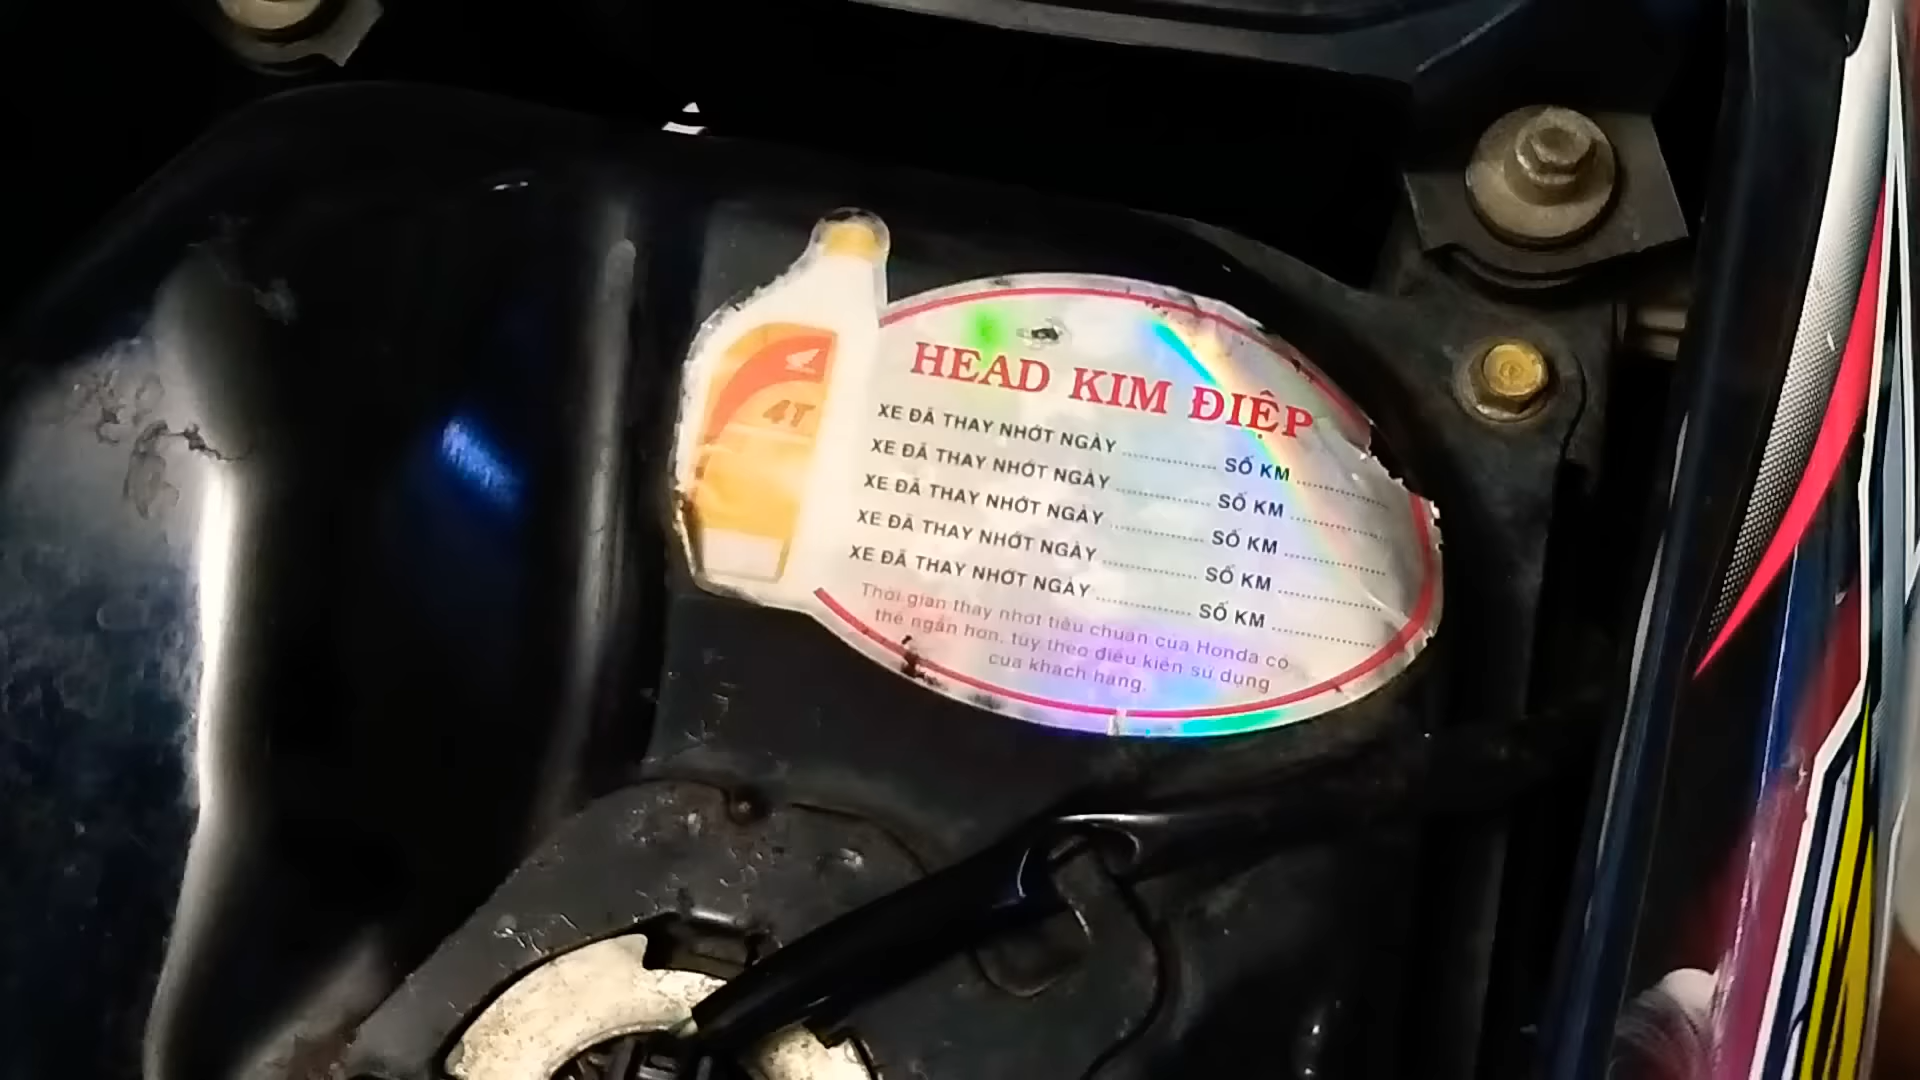 HEAD KIM ĐIỆP
4T
XE ĐÃ THAY NHỚT NGÀY ................ SỐ KM ................
XE ĐÃ THAY NHỚT NGÀY ................ SỐ KM ................
XE ĐÃ THAY NHỚT NGÀY ................ SỐ KM ................
XE ĐÃ THAY NHỚT NGÀY ................ SỐ KM ................
XE ĐÃ THAY NHỚT NGÀY ................ SỐ KM ................
Thời gian thay nhớt tiêu chuẩn của Honda có
thể ngắn hơn, tùy theo điều kiện sử dụng
của khách hàng.